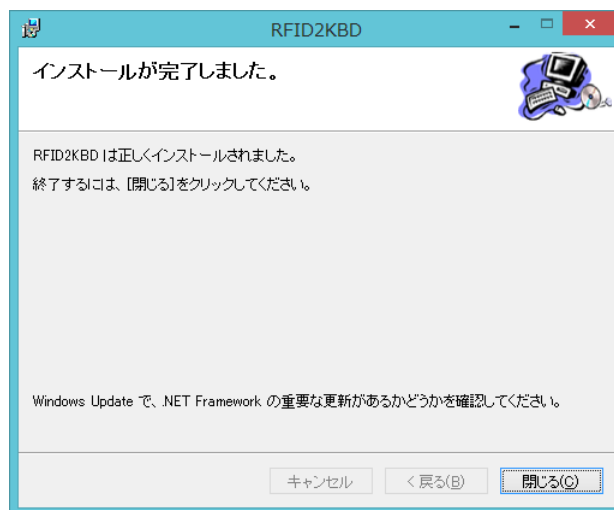 RFID2KBD
インストールが完了しました。
RFID2KBD は正しくインストールされました。
終了するには、[閉じる]をクリックしてください。
Windows Update で、.NET Framework の重要な更新があるかどうかを確認してください。
キャンセル
< 戻る(B)
閉じる(C)